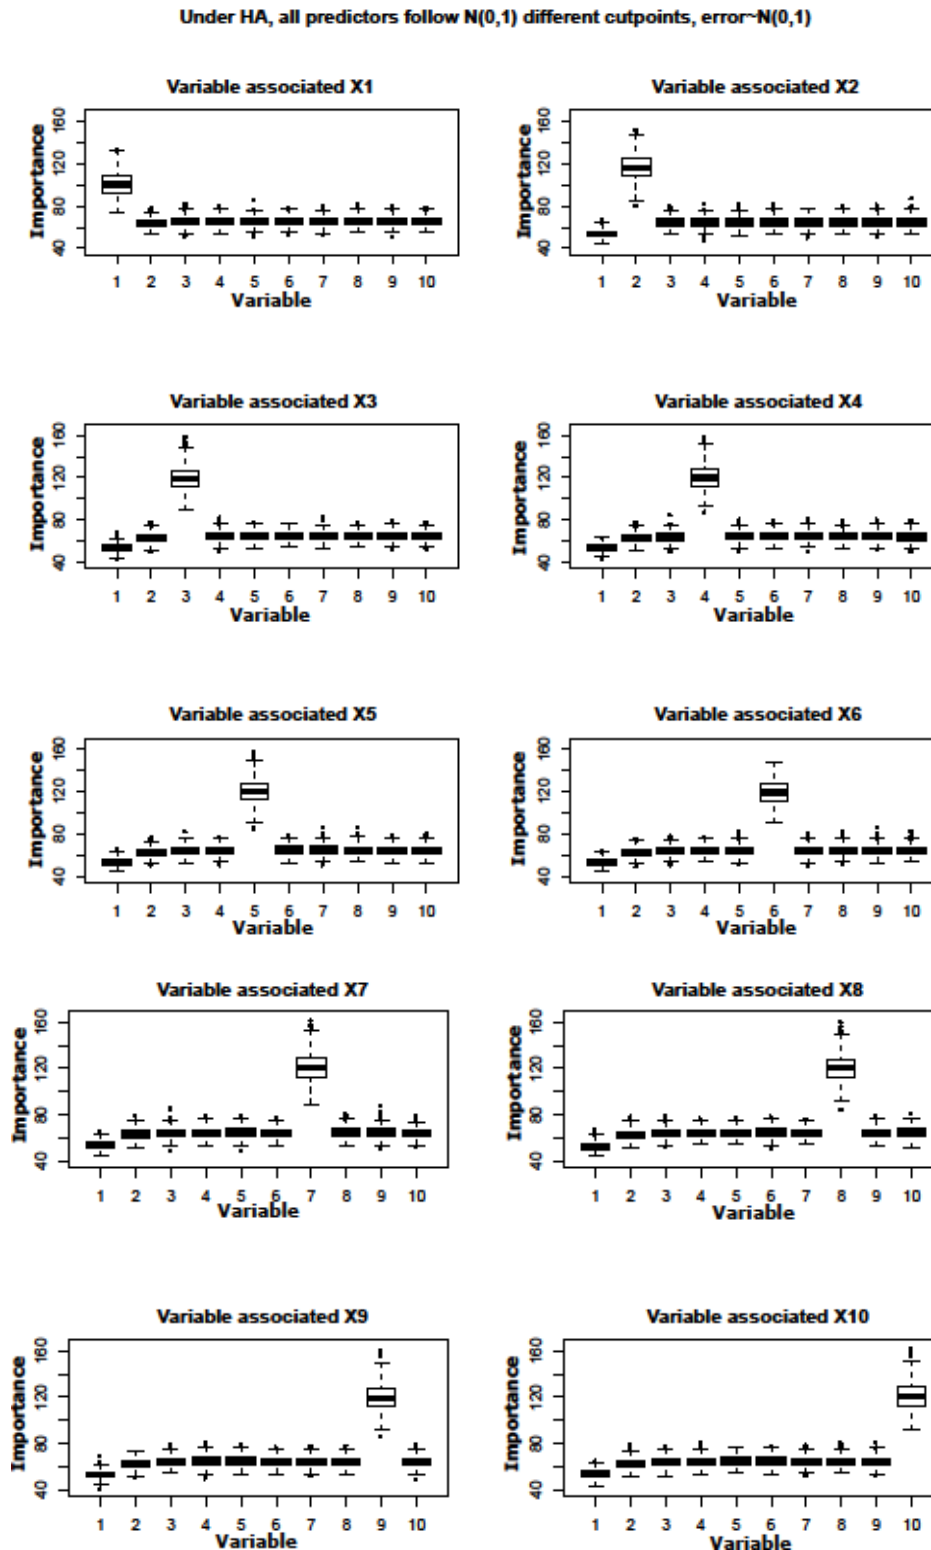 Under HA, all predictors follow N(0,1) different cutpoints, error~N(0,1)
Variable associated X1
Importance
40 80 120 160
1 2 3 4 5 6 7 8 9 10
Variable
Variable associated X2
Importance
40 80 120 160
1 2 3 4 5 6 7 8 9 10
Variable
Variable associated X3
Importance
40 80 120 160
1 2 3 4 5 6 7 8 9 10
Variable
Variable associated X4
Importance
40 80 120 160
1 2 3 4 5 6 7 8 9 10
Variable
Variable associated X5
Importance
40 80 120 160
1 2 3 4 5 6 7 8 9 10
Variable
Variable associated X6
Importance
40 80 120 160
1 2 3 4 5 6 7 8 9 10
Variable
Variable associated X7
Importance
40 80 120 160
1 2 3 4 5 6 7 8 9 10
Variable
Variable associated X8
Importance
40 80 120 160
1 2 3 4 5 6 7 8 9 10
Variable
Variable associated X9
Importance
40 80 120 160
1 2 3 4 5 6 7 8 9 10
Variable
Variable associated X10
Importance
40 80 120 160
1 2 3 4 5 6 7 8 9 10
Variable